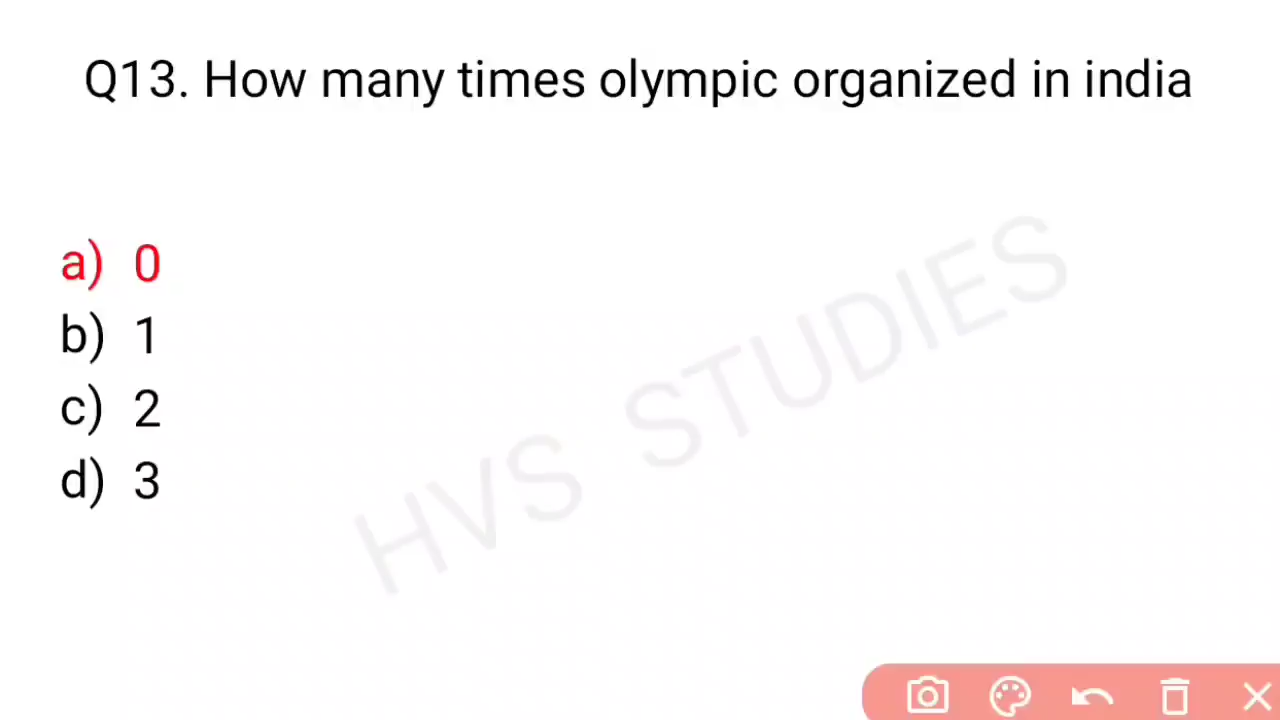 Q13. How many times olympic organized in india
a) 0
b) 1
c) 2
d) 3
HVS STUDIES